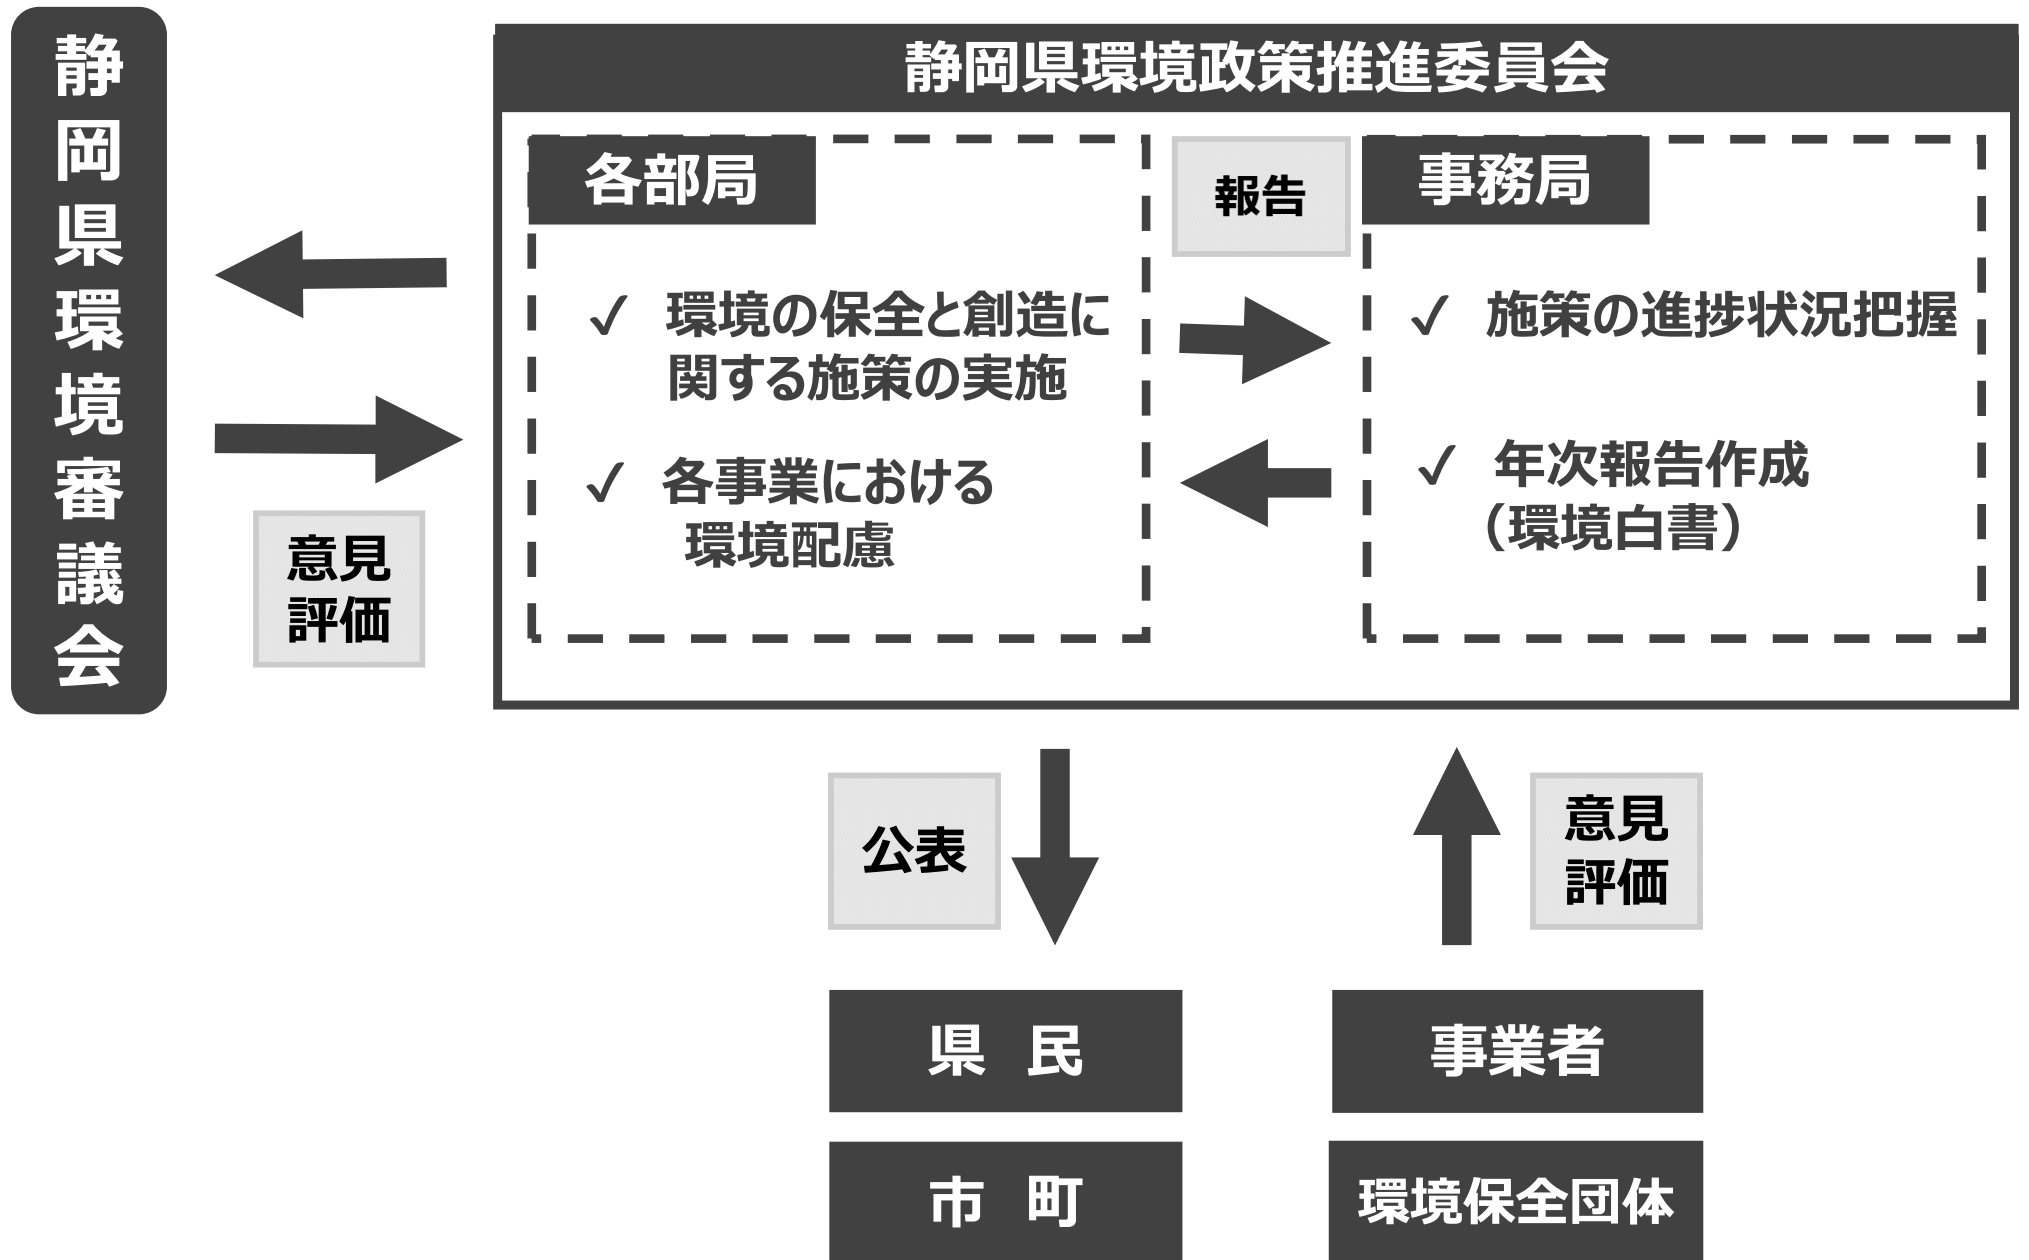 静岡県環境審議会
静岡県環境政策推進委員会
各部局
✓ 環境の保全と創造に
関する施策の実施
✓ 各事業における
環境配慮
報告
事務局
✓ 施策の進捗状況把握
✓ 年次報告作成
（環境白書）
意見
評価
公表
意見
評価
県 民
事業者
市 町
環境保全団体